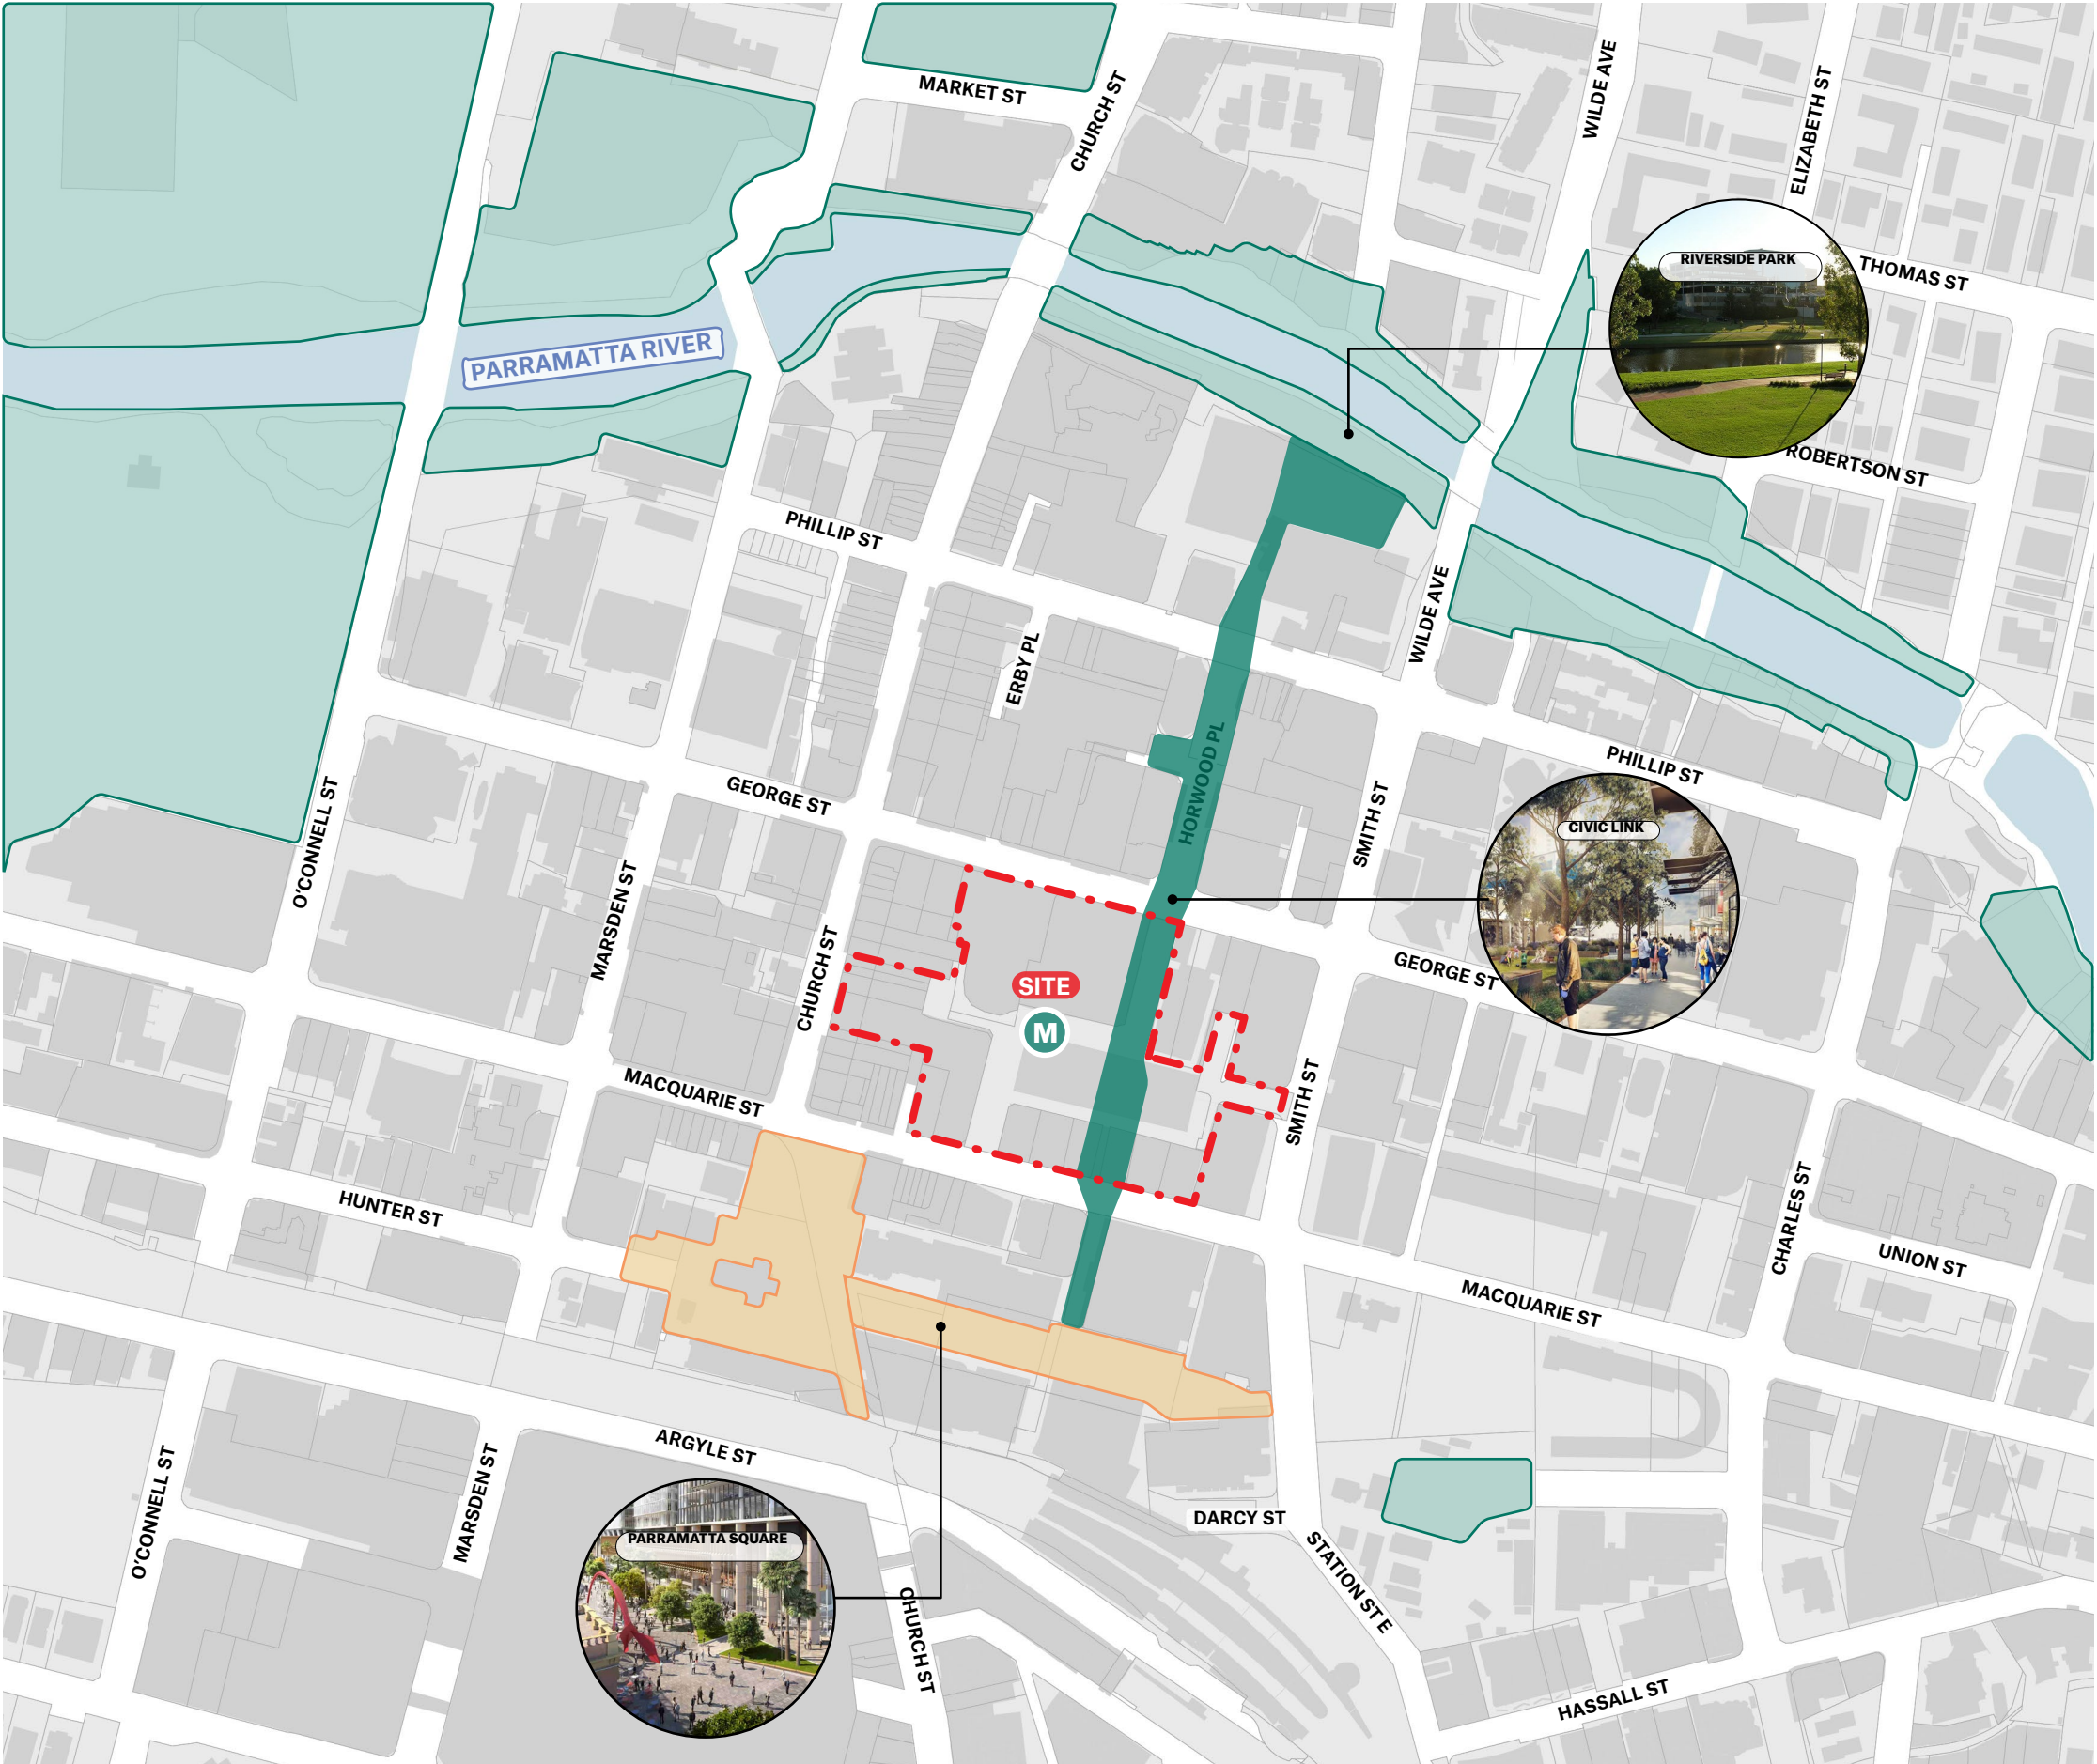 MARKET ST
CHURCH ST
WILDE AVE
ELIZABETH ST
RIVERSIDE PARK
THOMAS ST
PARRAMATTA RIVER
ROBERTSON ST
PHILLIP ST
WILDE AVE
ERBY PL
HORWOOD PL
PHILLIP ST
GEORGE ST
O'CONNELL ST
SMITH ST
CIVIC LINK
MARSDEN ST
CHURCH ST
SITE
M
GEORGE ST
MACQUARIE ST
SMITH ST
HUNTER ST
CHARLES ST
UNION ST
MACQUARIE ST
ARGYLE ST
O'CONNELL ST
MARSDEN ST
DARCY ST
PARRAMATTA SQUARE
STATION ST E
CHURCH ST
HASSALL ST